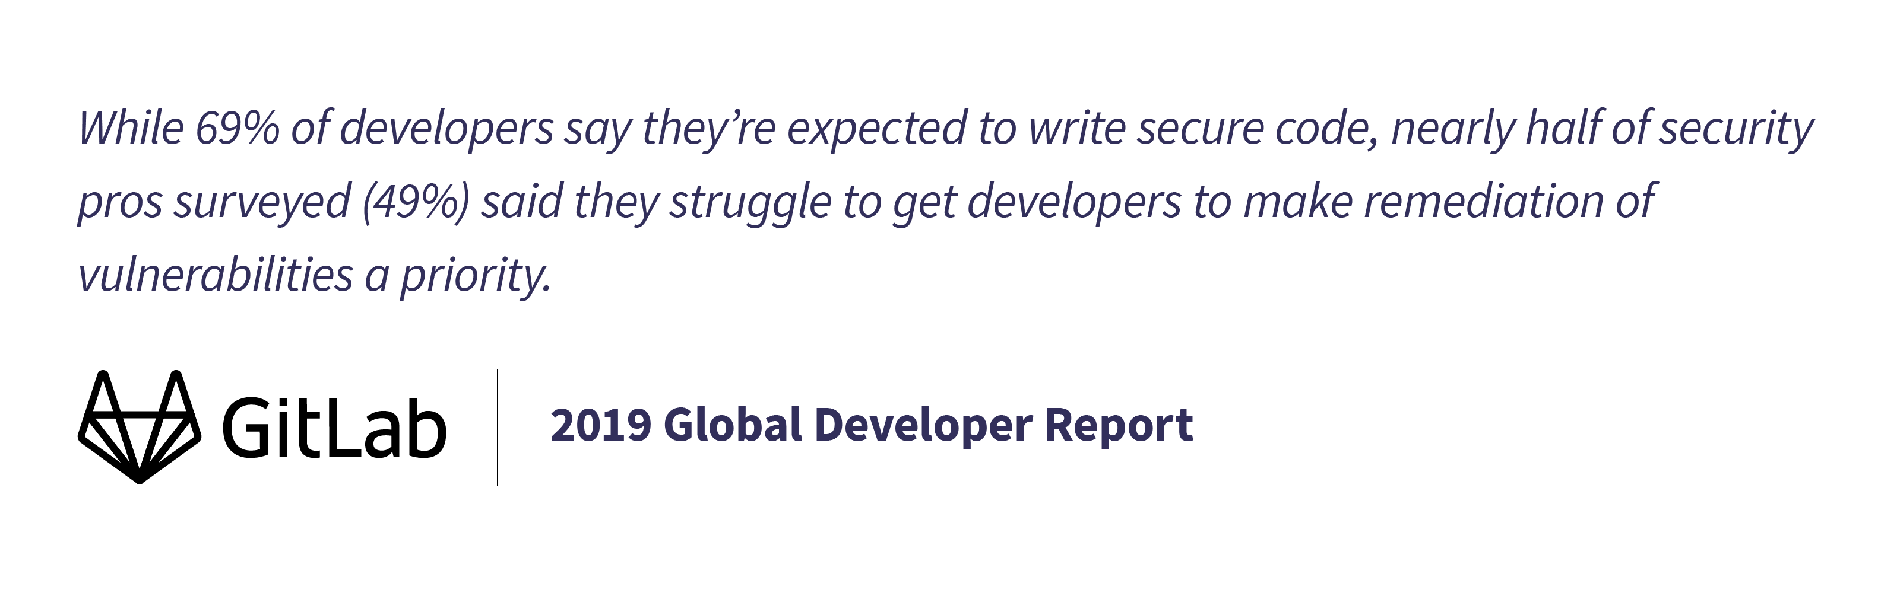 While 69% of developers say they’re expected to write secure code, nearly half of security
pros surveyed (49%) said they struggle to get developers to make remediation of
vulnerabilities a priority.
GitLab
2019 Global Developer Report